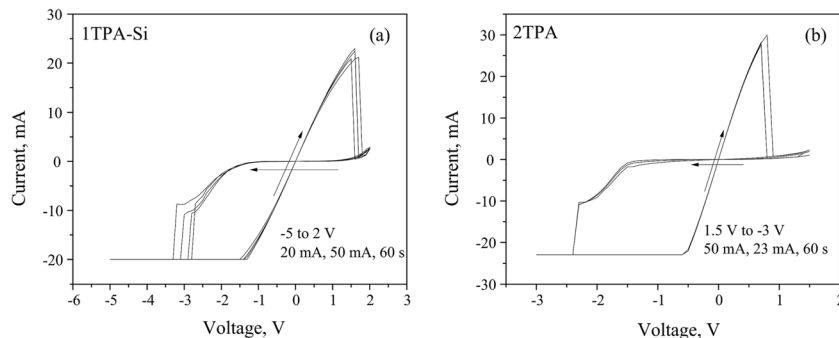 1TPA-Si
(a)
Current, mA
30
20
10
0
-10
-20
-30
-5 to 2 V
20 mA, 50 mA, 60 s
-6 -5 -4 -3 -2 -1 0 1 2 3
Voltage, V
2TPA
(b)
Current, mA
35
30
20
10
0
-10
-20
-30
1.5 V to -3 V
50 mA, 23 mA, 60 s
-3 -2 -1 0 1 2
Voltage, V